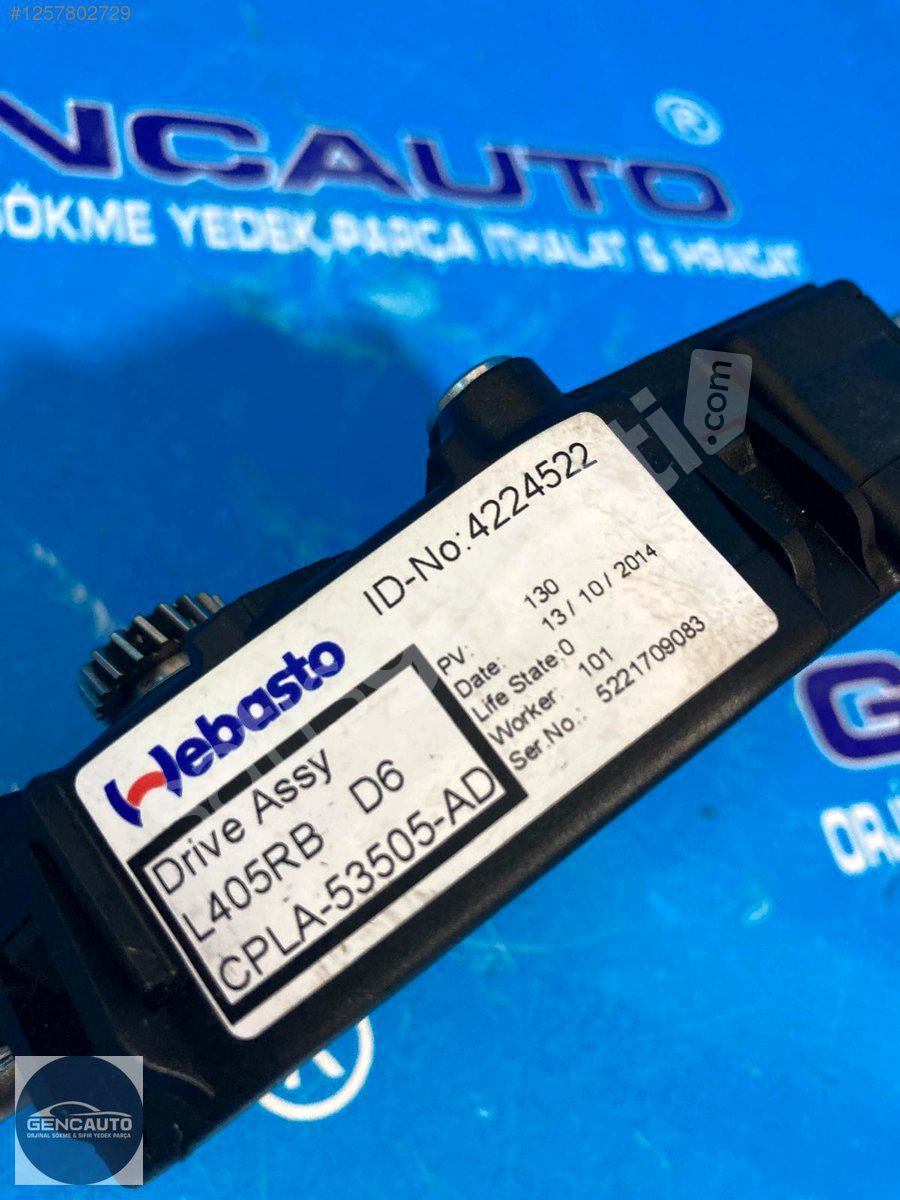 #1257802729
NCAUTO ®
SÖKME YEDEK PARÇA İTHALAT & İHRACAT
.com
ID-No:4224522
Webasto
PV: 130
Date: 13/10/2014
Life State:0
Worker: 101
Ser.No.: 5221709083
Drive Assy
L405RB D6
CPLA-53505-AD
ORJ
GENCAUTO
ORJİNAL SÖKME & SIFIR YEDEK PARÇA